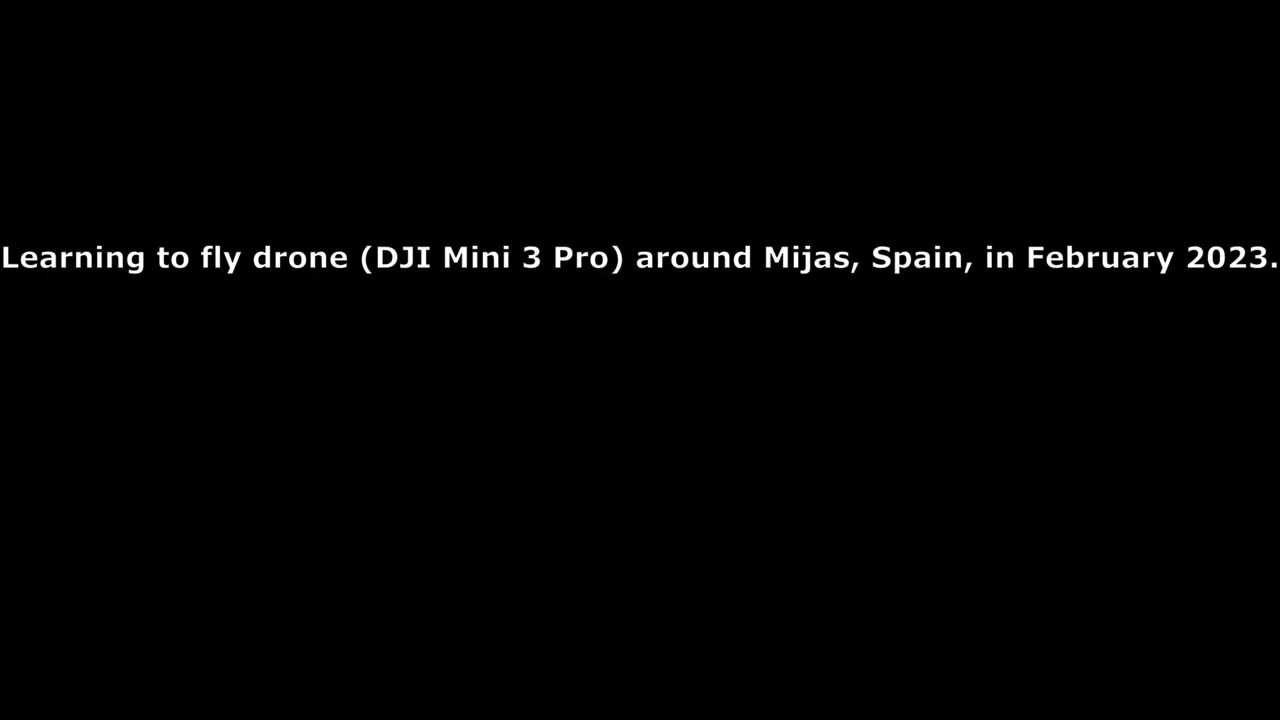 Learning to fly drone (DJI Mini 3 Pro) around Mijas, Spain, in February 2023.